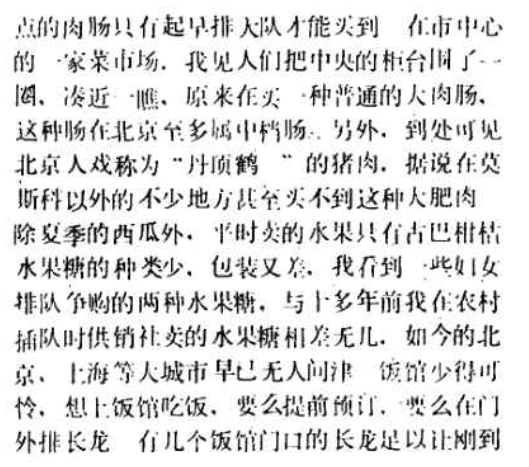 点的肉肠只有起早排大队才能买到 在市中心
的一家菜市场，我见人们把中央的柜台围了一
圈，凑近一瞧，原来在买一种普通的大肉肠，
这种肠在北京至多属中档肠。另外，到处可见
北京人戏称为“丹顶鹤 ”的猪肉，据说在莫
斯科以外的不少地方甚至买不到这种大肥肉
除夏季的西瓜外，平时卖的水果只有古巴柑桔
水果糖的种类少，包装又差，我看到一些妇女
排队争购的两种水果糖，与十多年前我在农村
插队时供销社卖的水果糖相差无几，如今的北
京、上海等大城市早已无人问津 饭馆少得可
怜，想上饭馆吃饭，要么提前预订，要么在门
外排长龙 有几个饭馆门口的长龙足以让刚到